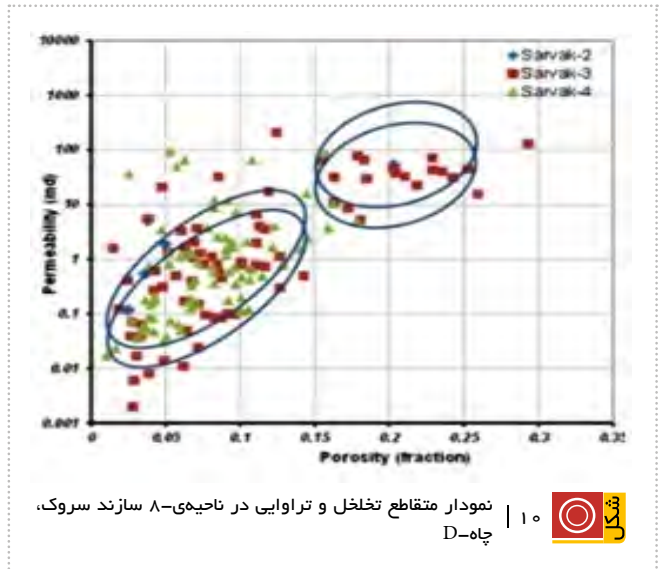 10000
1000
100
10
1
0.1
0.01
0.001
Permeability (md)
Sarvak-2
Sarvak-3
Sarvak-4
0 0.05 0.1 0.15 0.2 0.25 0.3 0.35
Porosity (fraction)
شکل
۱۰ | نمودار متقاطع تخلخل و تراوایی در ناحیه‌ی-۸ سازند سروک،
چاه-D